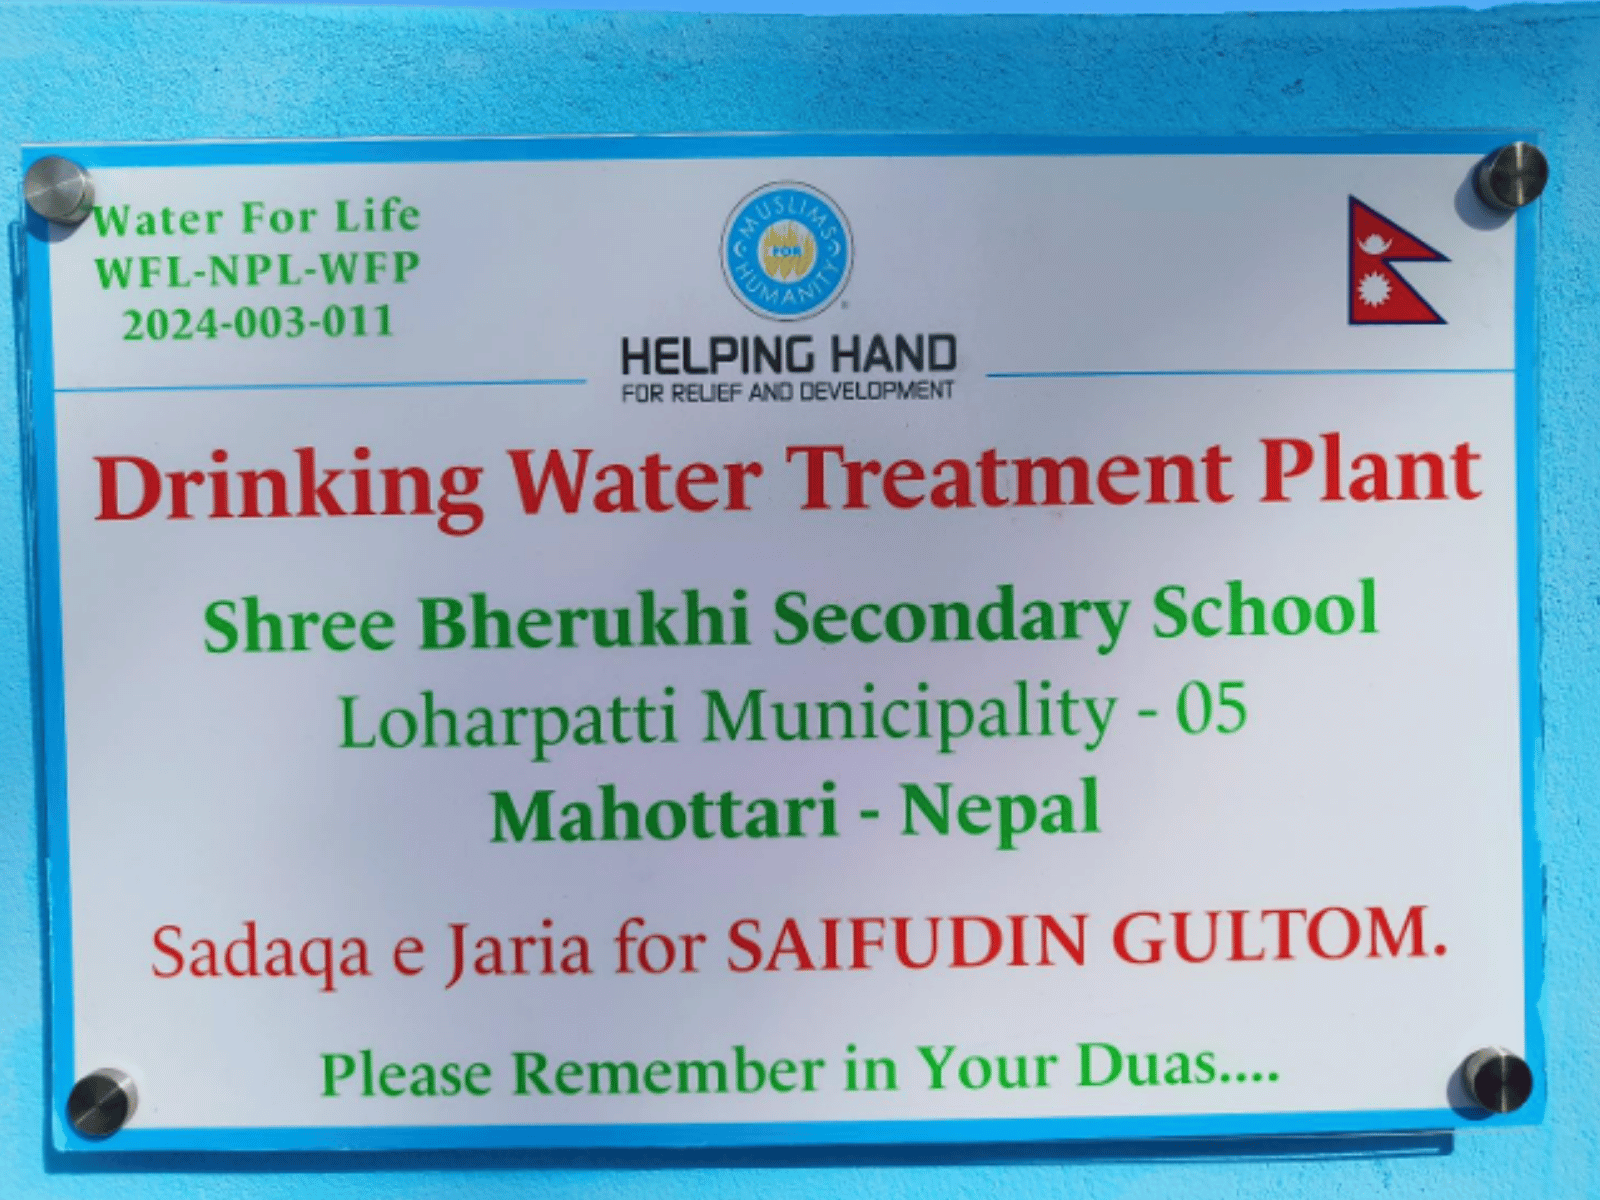 Water For Life
WFL-NPL-WFP
2024-003-011
MUSLIMS
FOR
HUMANITY
®
HELPING HAND
FOR RELIEF AND DEVELOPMENT
Drinking Water Treatment Plant
Shree Bherukhi Secondary School
Loharpatti Municipality - 05
Mahottari - Nepal
Sadaqa e Jaria for SAIFUDIN GULTOM.
Please Remember in Your Duas....